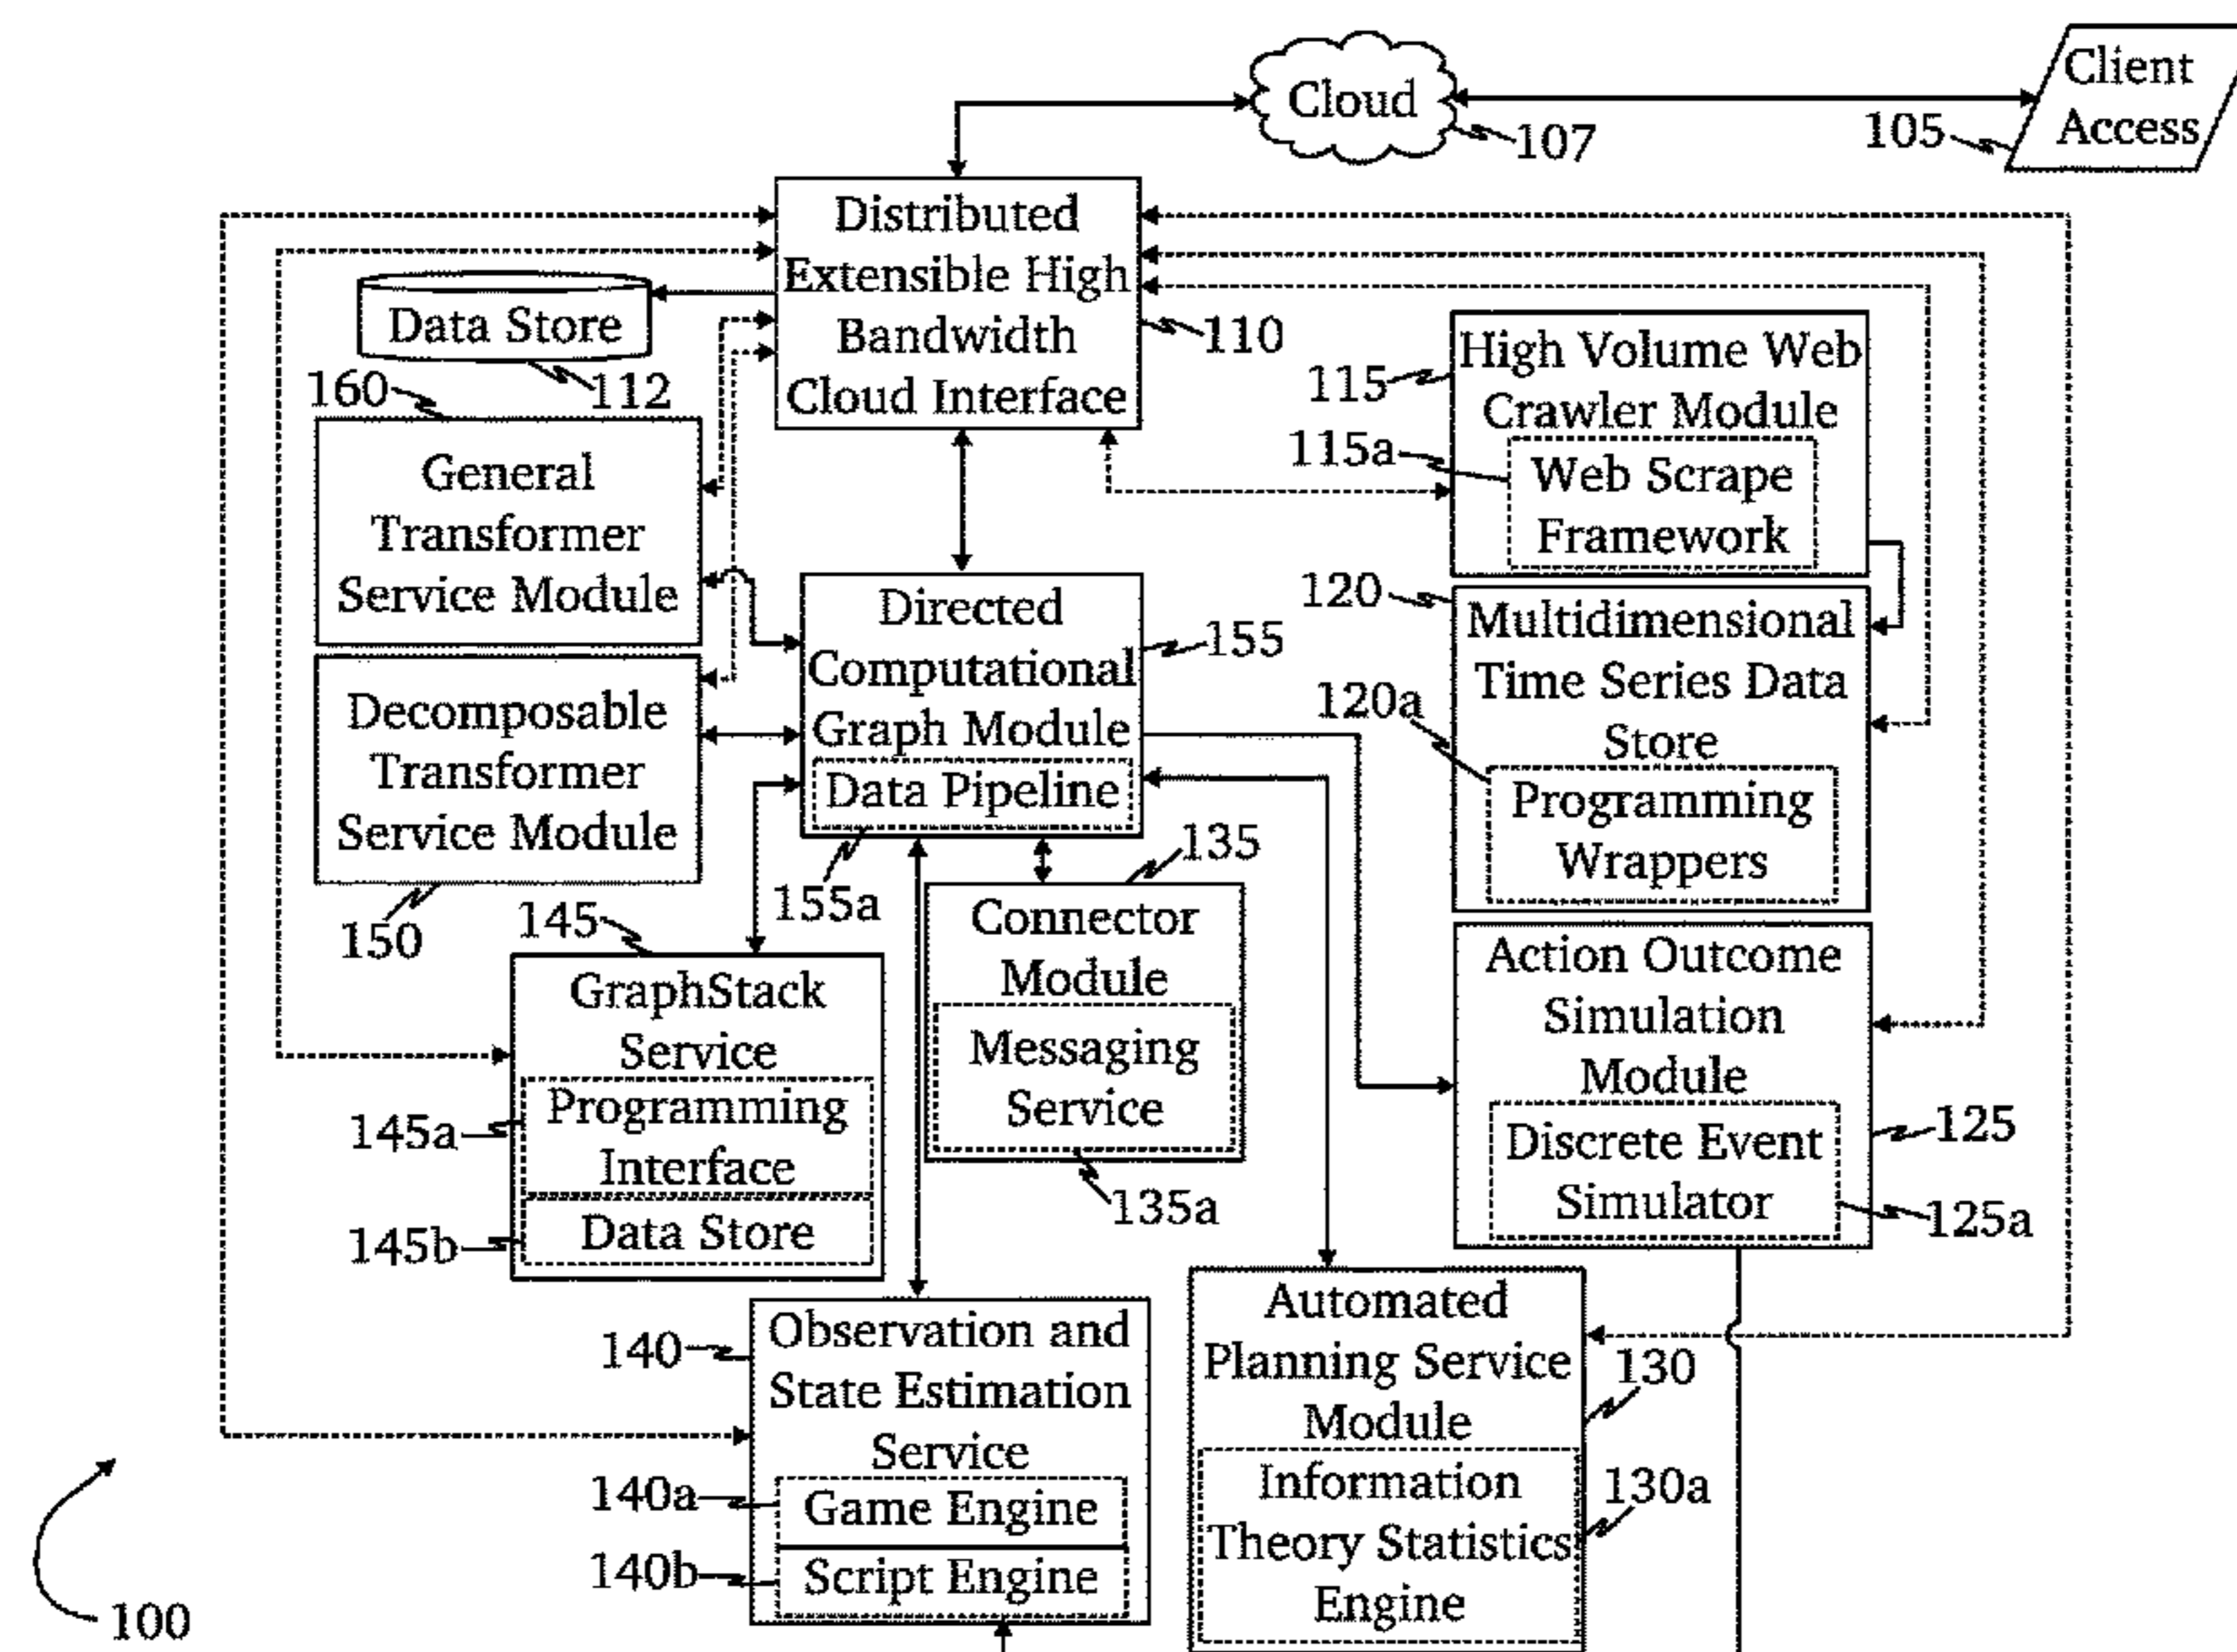 Cloud
107
Client
Access
105
Distributed
Extensible High
Bandwidth
Cloud Interface
110
Data Store
112
160
General
Transformer
Service Module
Decomposable
Transformer
Service Module
150
Directed
Computational
Graph Module
Data Pipeline
155
155a
High Volume Web
Crawler Module
Web Scrape
Framework
115
115a
120
Multidimensional
Time Series Data
Store
120a
Programming
Wrappers
135
Connector
Module
Messaging
Service
135a
145
GraphStack
Service
145a
Programming
Interface
145b
Data Store
Action Outcome
Simulation
Module
125
Discrete Event
Simulator
125a
140
Observation and
State Estimation
Service
140a
Game Engine
140b
Script Engine
Automated
Planning Service
Module
130
Information
Theory Statistics
Engine
130a
100